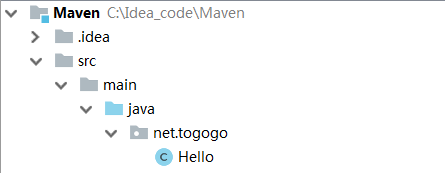 Maven C:\Idea_code\Maven
.idea
src
main
java
net.togogo
C Hello